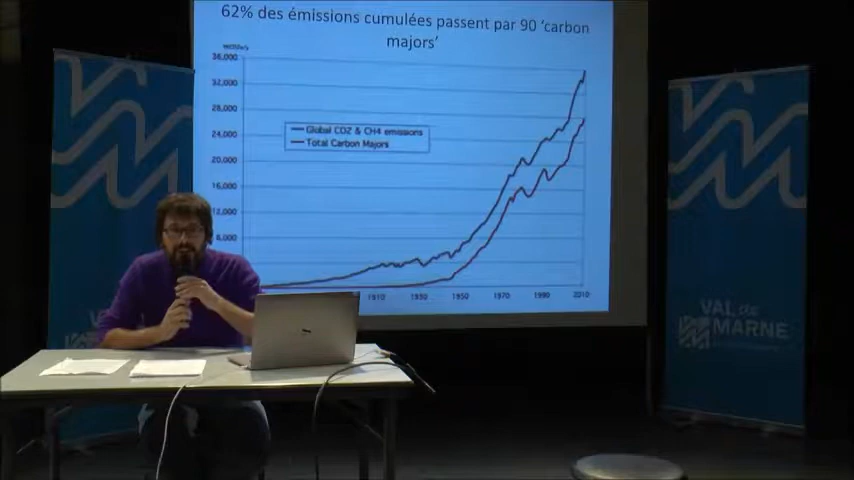 62% des émissions cumulées passent par 90 ‘carbon
majors’
36,000
32,000
28,000
24,000
20,000
16,000
12,000
8,000
Global CO2 & CH4 emissions
Total Carbon Majors
1910
1930
1950
1970
1990
2010
VAL de
MARNE